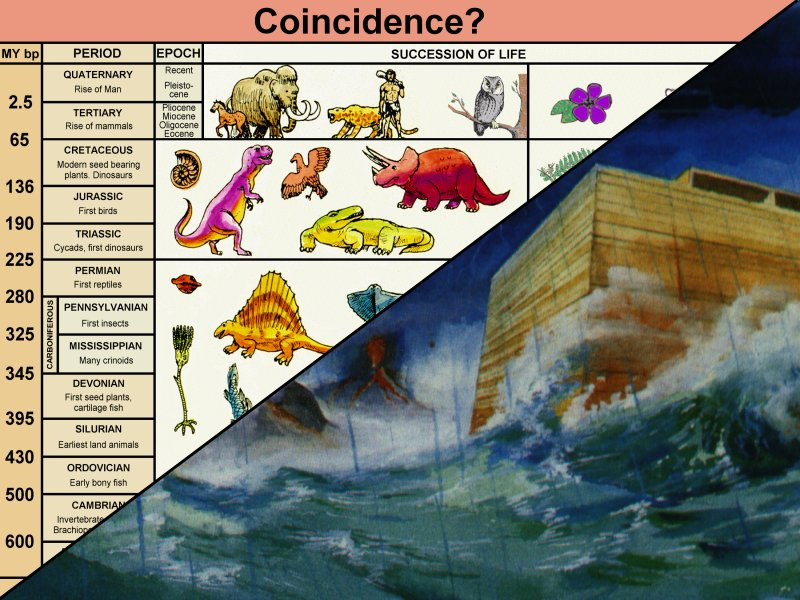 Coincidence?
MY bp PERIOD EPOCH SUCCESSION OF LIFE
QUATERNARY
Rise of Man
Recent
Pleisto-
cene
2.5
TERTIARY
Rise of mammals
Pliocene
Miocene
Oligocene
Eocene
65
CRETACEOUS
Modern seed bearing
plants. Dinosaurs
136
JURASSIC
First birds
190
TRIASSIC
Cycads, first dinosaurs
225
PERMIAN
First reptiles
280
CARBONIFEROUS
PENNSYLVANIAN
First insects
325
MISSISSIPPIAN
Many crinoids
345
DEVONIAN
First seed plants,
cartilage fish
395
SILURIAN
Earliest land animals
430
ORDOVICIAN
Early bony fish
500
CAMBRIAN
Invertebrate
Brachiop
600